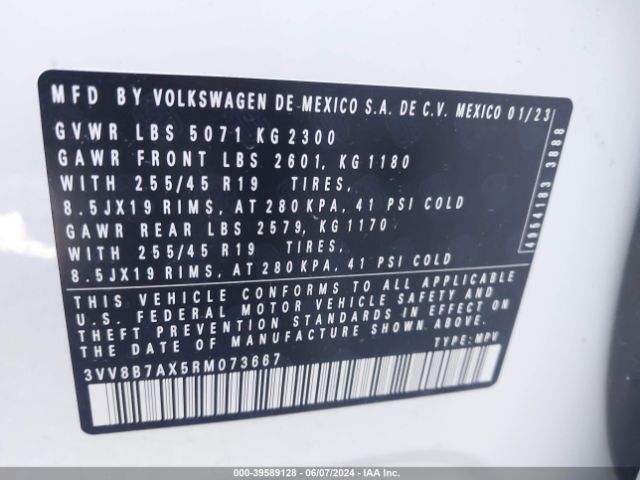 MFD BY VOLKSWAGEN DE MEXICO S.A. DE C.V. MEXICO 01/23
GVWR LBS 5071 KG 2300
GAWR FRONT LBS 2601, KG 1180
WITH 255/45 R19 TIRES,
8.5JX19 RIMS, AT 280 KPA, 41 PSI COLD
GAWR REAR LBS 2579, KG 1170
WITH 255/45 R19 TIRES,
8.5JX19 RIMS, AT 280 KPA, 41 PSI COLD
THIS VEHICLE CONFORMS TO ALL APPLICABLE
U.S. FEDERAL MOTOR VEHICLE SAFETY AND
THEFT PREVENTION STANDARDS IN EFFECT ON
THE DATE OF MANUFACTURE SHOWN ABOVE.
3VV8B7AX5RM073667 TYPE: MPV
4954183 3888
000-39589128 - 06/07/2024 - IAAI.COM